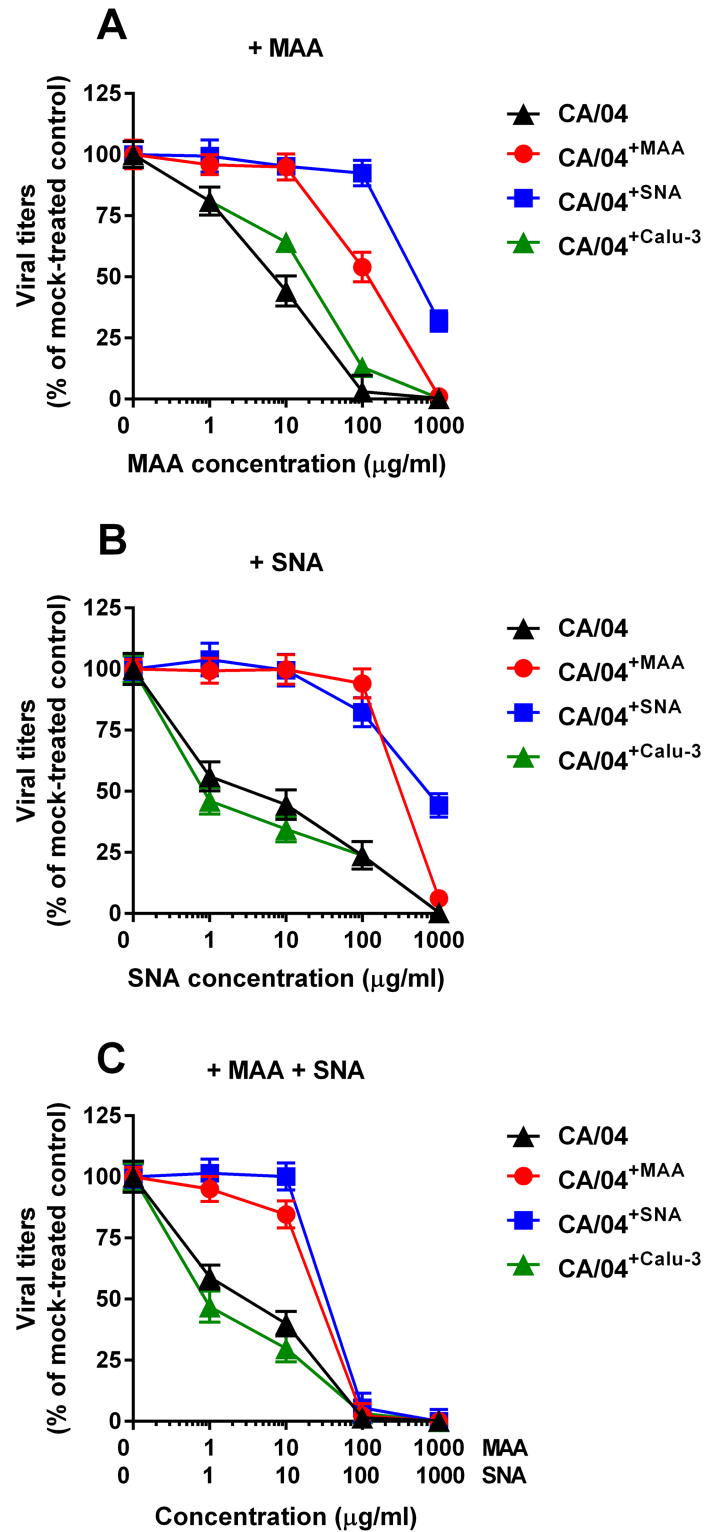 A
+ MAA
Viral titers
(% of mock-treated control)
125
100
75
50
25
0
0 1 10 100 1000
MAA concentration (μg/ml)
CA/04
CA/04+MAA
CA/04+SNA
CA/04+Calu-3
B
+ SNA
Viral titers
(% of mock-treated control)
125
100
75
50
25
0
0 1 10 100 1000
SNA concentration (μg/ml)
CA/04
CA/04+MAA
CA/04+SNA
CA/04+Calu-3
C
+ MAA + SNA
Viral titers
(% of mock-treated control)
125
100
75
50
25
0
0 1 10 100 1000 MAA
0 1 10 100 1000 SNA
Concentration (μg/ml)
CA/04
CA/04+MAA
CA/04+SNA
CA/04+Calu-3